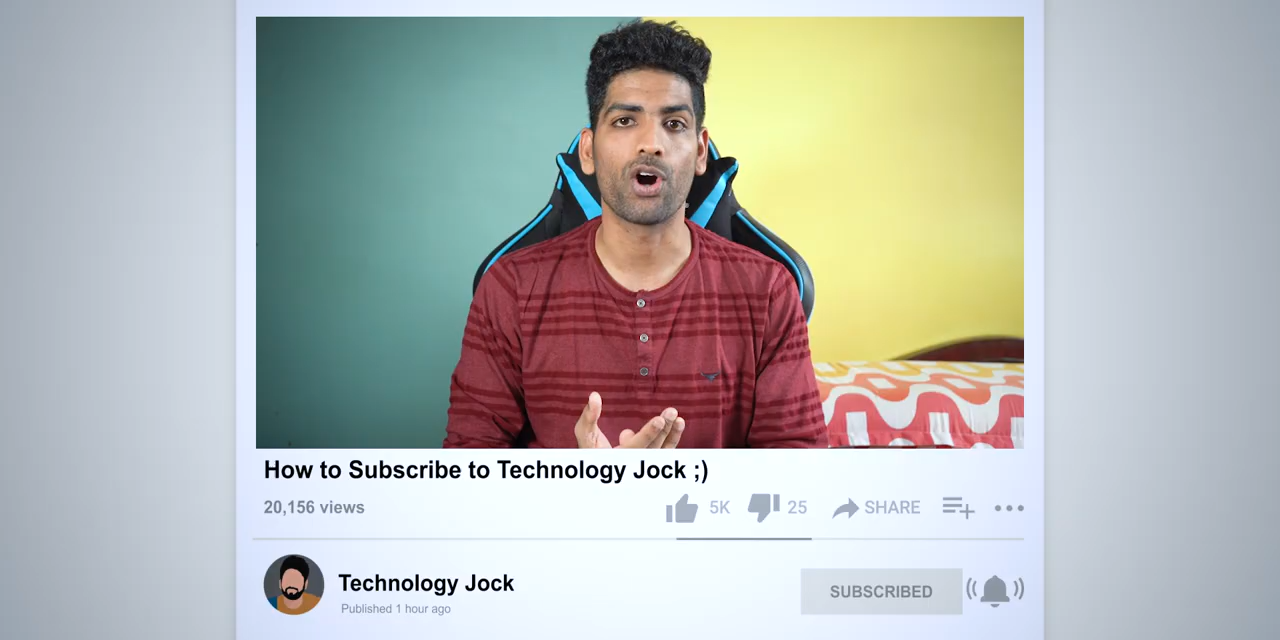 How to Subscribe to Technology Jock ;)
20,156 views 5K 25 SHARE
Technology Jock
Published 1 hour ago
SUBSCRIBED